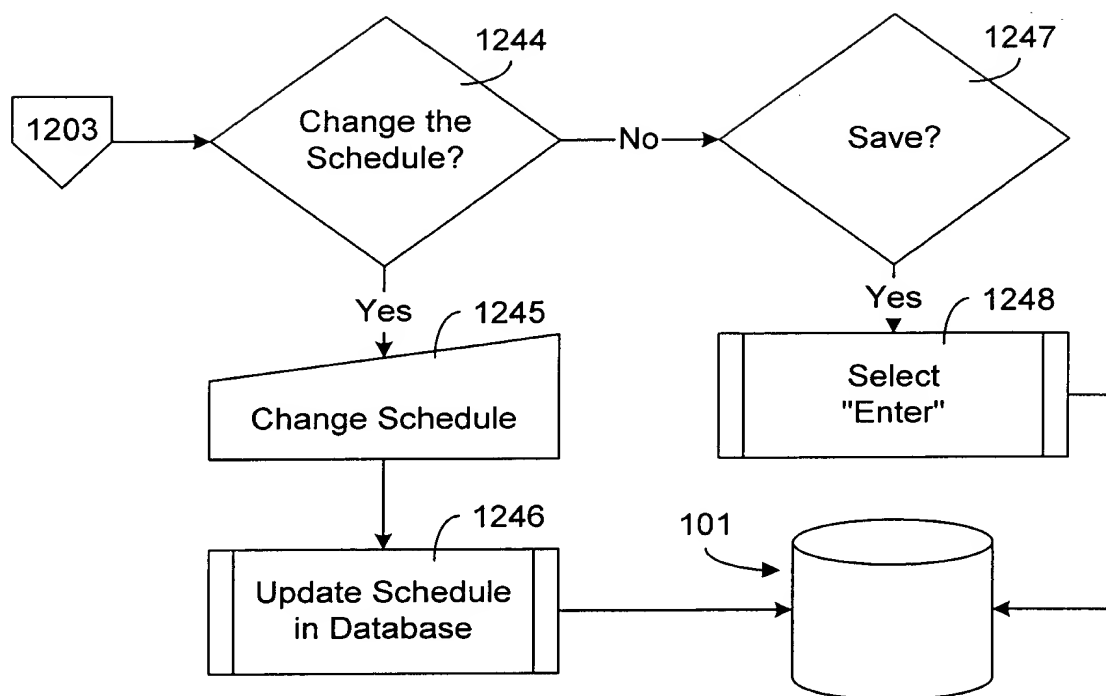 1244
1247
1203
Change the
Schedule?
No
Save?
Yes
Yes
1245
1248
Change Schedule
Select
"Enter"
1246
101
Update Schedule
in Database